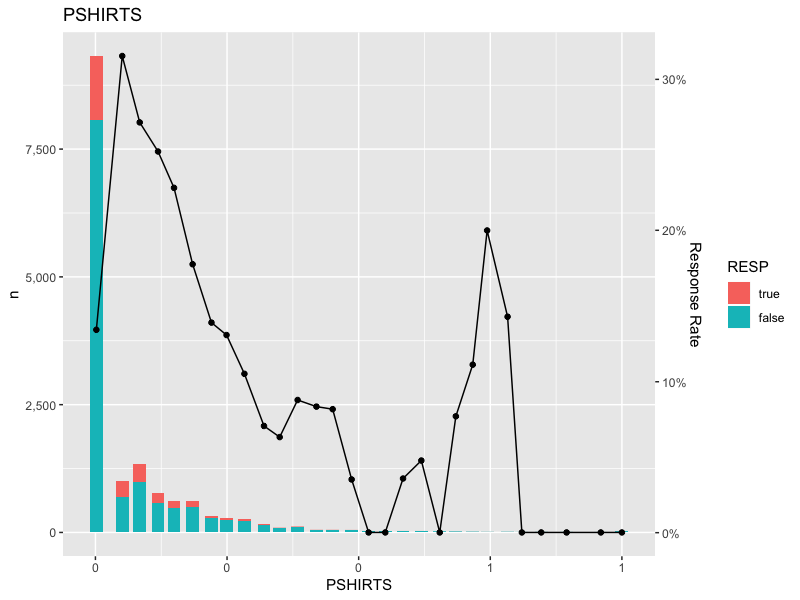 PSHIRTS
n
7,500
5,000
2,500
0
0
0
0
1
1
PSHIRTS
30%
20%
10%
0%
Response Rate
RESP
true
false